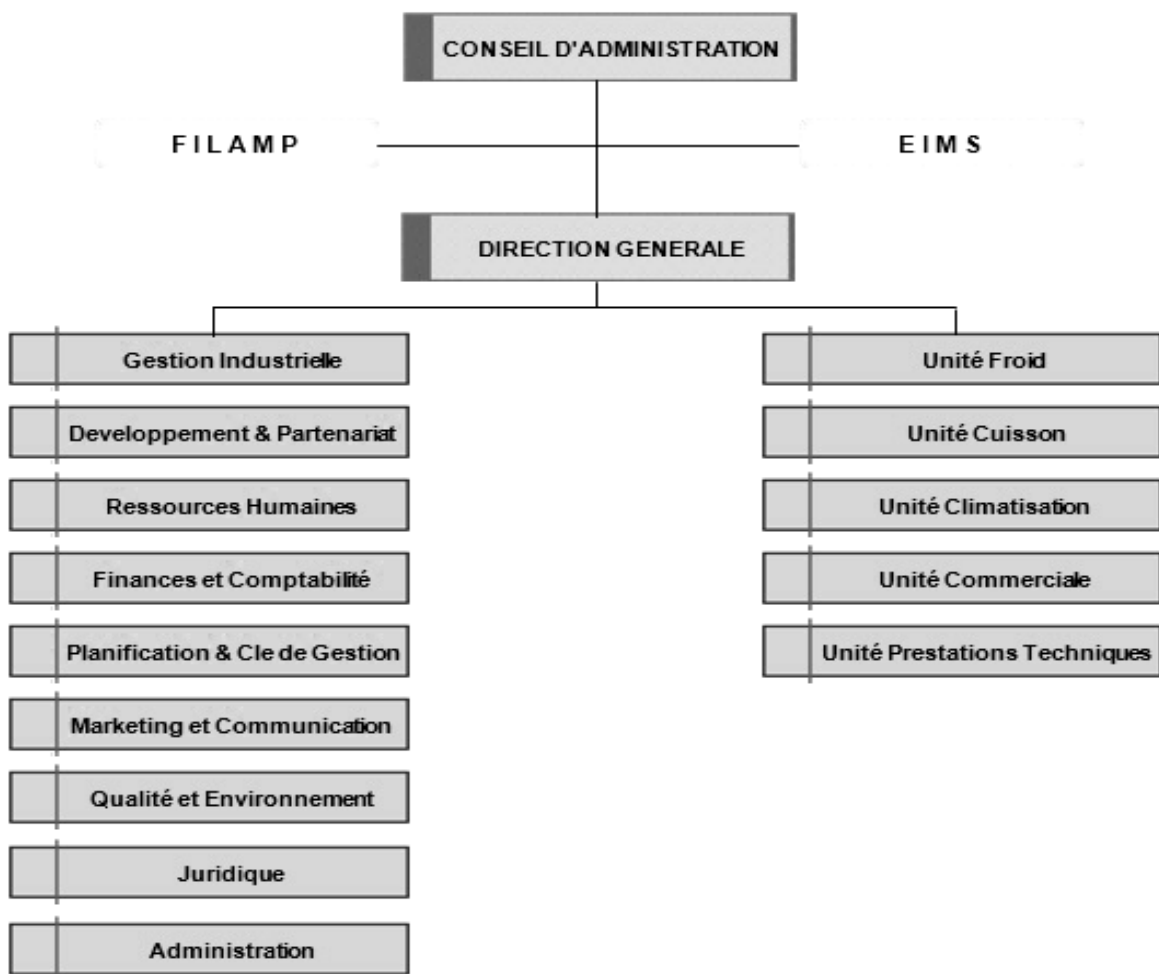 CONSEIL D'ADMINISTRATION
FILAMP
EIMS
DIRECTION GENERALE
Gestion Industrielle
Developpement & Partenariat
Ressources Humaines
Finances et Comptabilité
Planification & Cle de Gestion
Marketing et Communication
Qualité et Environnement
Juridique
Administration
Unité Froid
Unité Cuisson
Unité Climatisation
Unité Commerciale
Unité Prestations Techniques